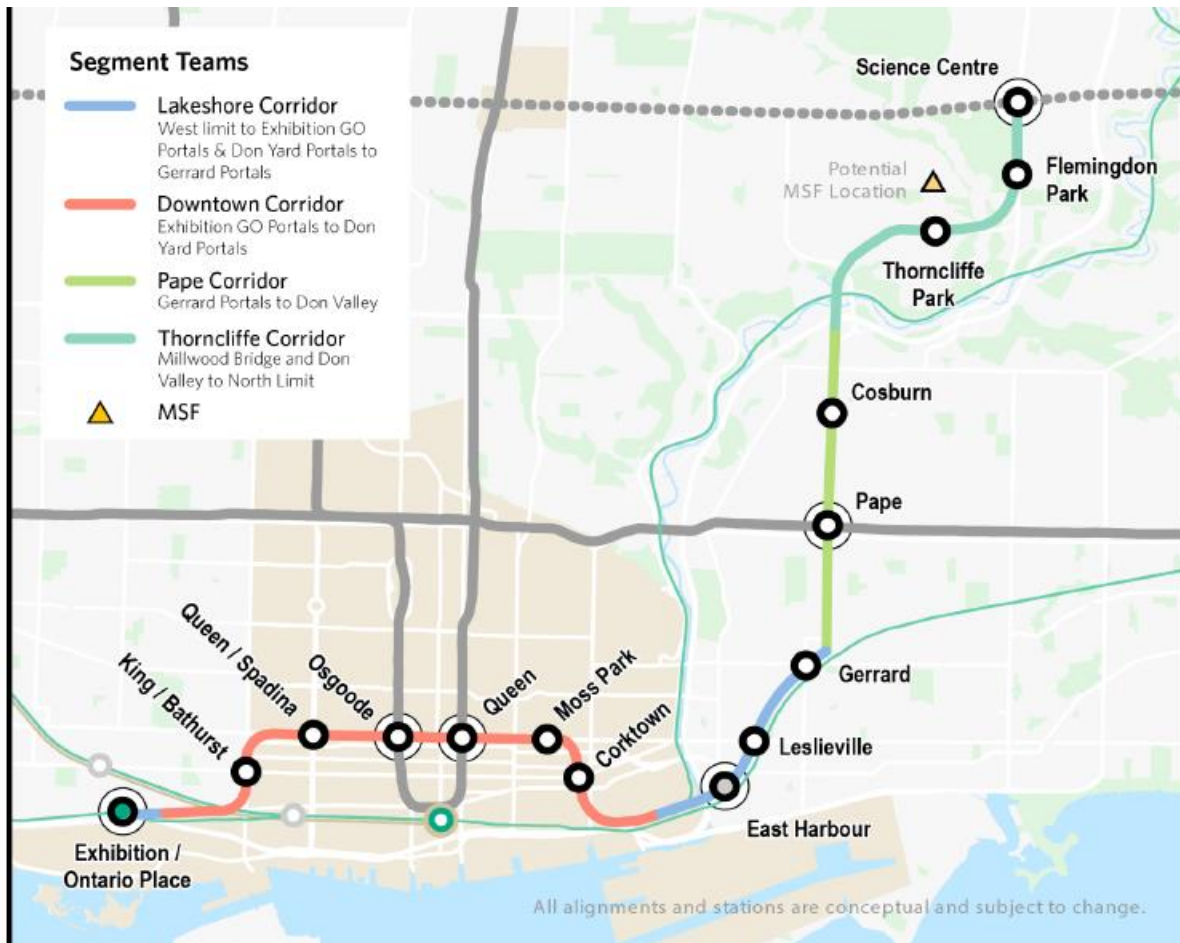 Segment Teams
Lakeshore Corridor
West limit to Exhibition GO
Portals & Don Yard Portals to
Gerrard Portals
Downtown Corridor
Exhibition GO Portals to Don
Yard Portals
Pape Corridor
Gerrard Portals to Don Valley
Thorncliffe Corridor
Millwood Bridge and Don
Valley to North Limit
MSF
Science Centre
Potential
MSF Location
Flemingdon
Park
Thorncliffe
Park
Cosburn
Pape
Gerrard
Leslieville
East Harbour
Corktown
Moss Park
Queen
Osgoode
Queen / Spadina
King / Bathurst
Exhibition /
Ontario Place
All alignments and stations are conceptual and subject to change.